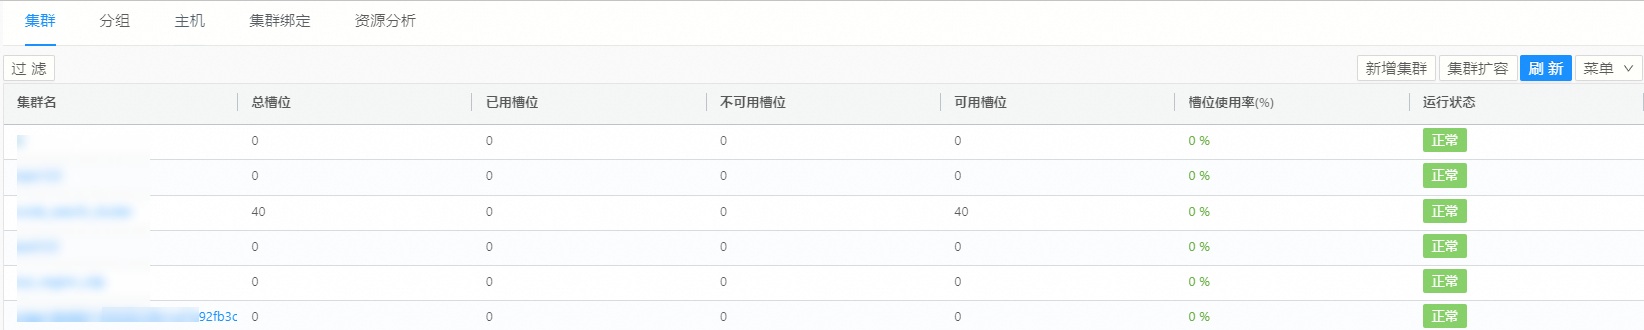 集群 分组 主机 集群绑定 资源分析
过 滤 新增集群 集群扩容 刷 新 菜单
集群名 总槽位 已用槽位 不可用槽位 可用槽位 槽位使用率(%) 运行状态
0 0 0 0 0 % 正常
0 0 0 0 0 % 正常
40 0 0 40 0 % 正常
0 0 0 0 0 % 正常
0 0 0 0 0 % 正常
92fb3c 0 0 0 0 0 % 正常